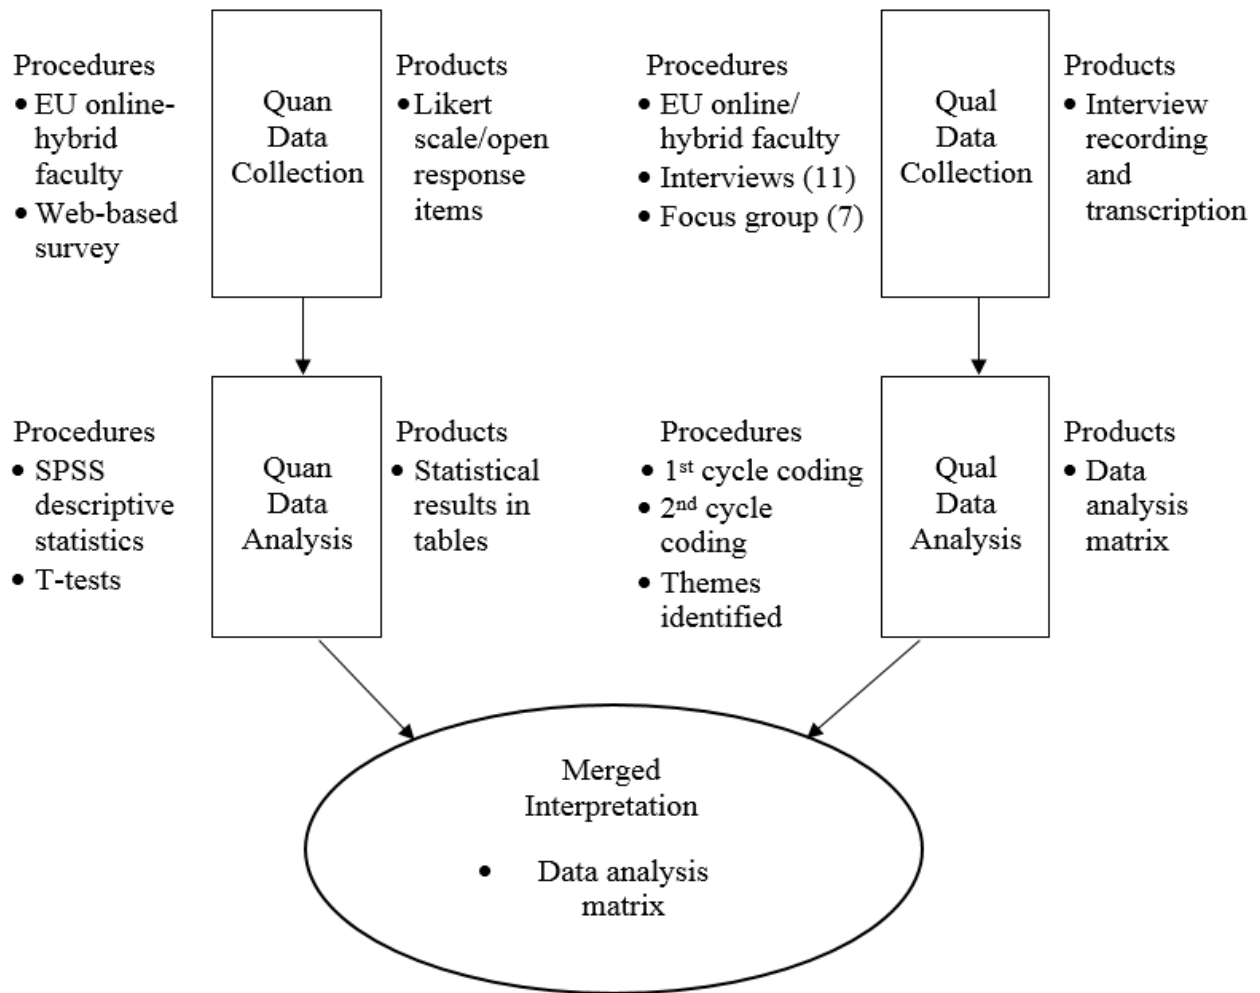 Procedures
• EU online-
hybrid
faculty
• Web-based
survey
Quan
Data
Collection
Products
• Likert
scale/open
response
items
Procedures
• EU online/
hybrid faculty
• Interviews (11)
• Focus group (7)
Qual
Data
Collection
Products
• Interview
recording
and
transcription
Procedures
• SPSS
descriptive
statistics
• T-tests
Quan
Data
Analysis
Products
• Statistical
results in
tables
Procedures
• 1st cycle coding
• 2nd cycle
coding
• Themes
identified
Qual
Data
Analysis
Products
• Data
analysis
matrix
Merged
Interpretation
• Data analysis
matrix